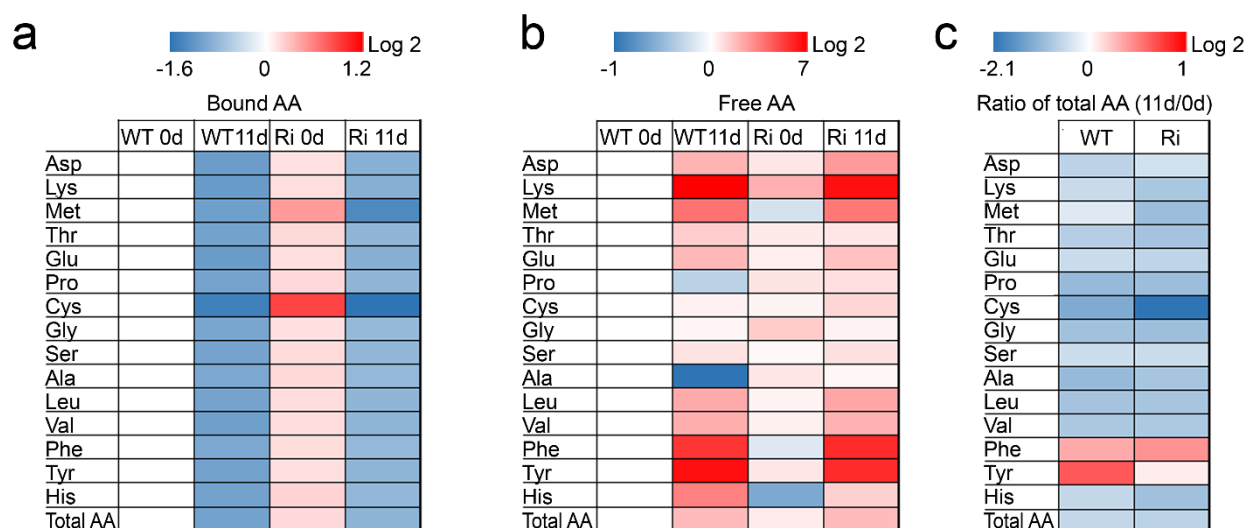 a
Log 2
-1.6 0 1.2
Bound AA
WT 0d WT11d Ri 0d Ri 11d
Asp
Lys
Met
Thr
Glu
Pro
Cys
Gly
Ser
Ala
Leu
Val
Phe
Tyr
His
Total AA
b
Log 2
-1 0 7
Free AA
WT 0d WT11d Ri 0d Ri 11d
Asp
Lys
Met
Thr
Glu
Pro
Cys
Gly
Ser
Ala
Leu
Val
Phe
Tyr
His
Total AA
c
Log 2
-2.1 0 1
Ratio of total AA (11d/0d)
WT Ri
Asp
Lys
Met
Thr
Glu
Pro
Cys
Gly
Ser
Ala
Leu
Val
Phe
Tyr
His
Total AA